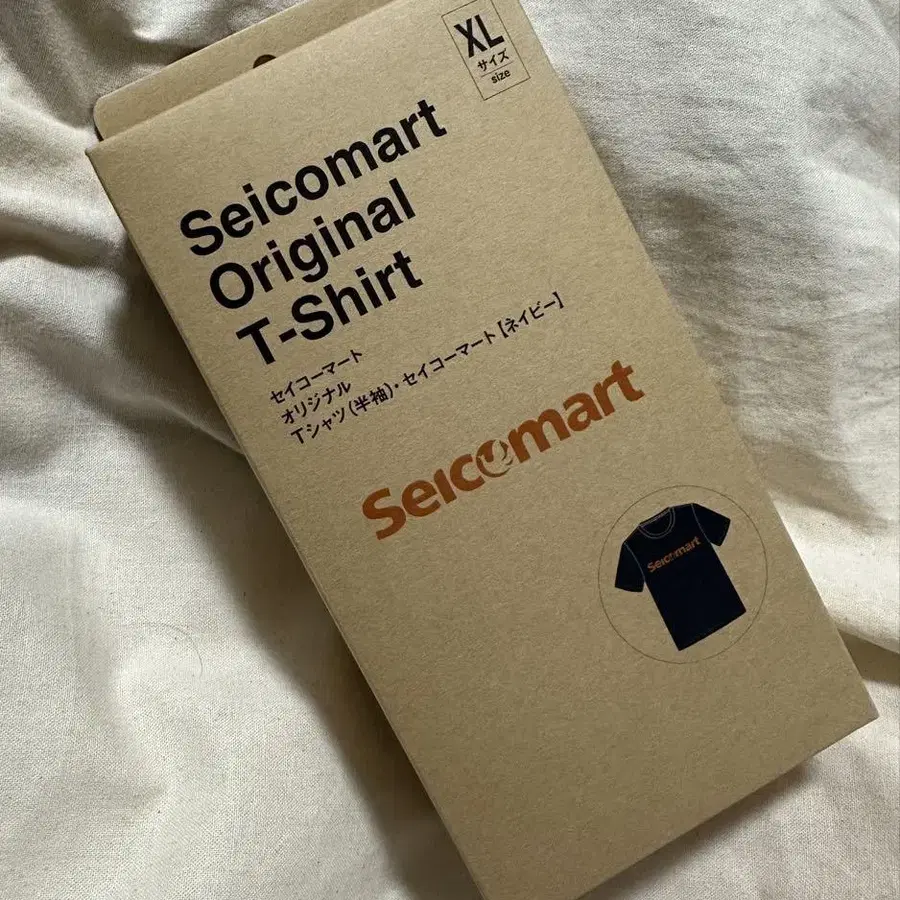 XL
サイズ
size
Seicomart
Original
T-Shirt
セイコーマート
オリジナル
Tシャツ(半袖)・セイコーマート【ネイビー】
Seicomart
Seicomart